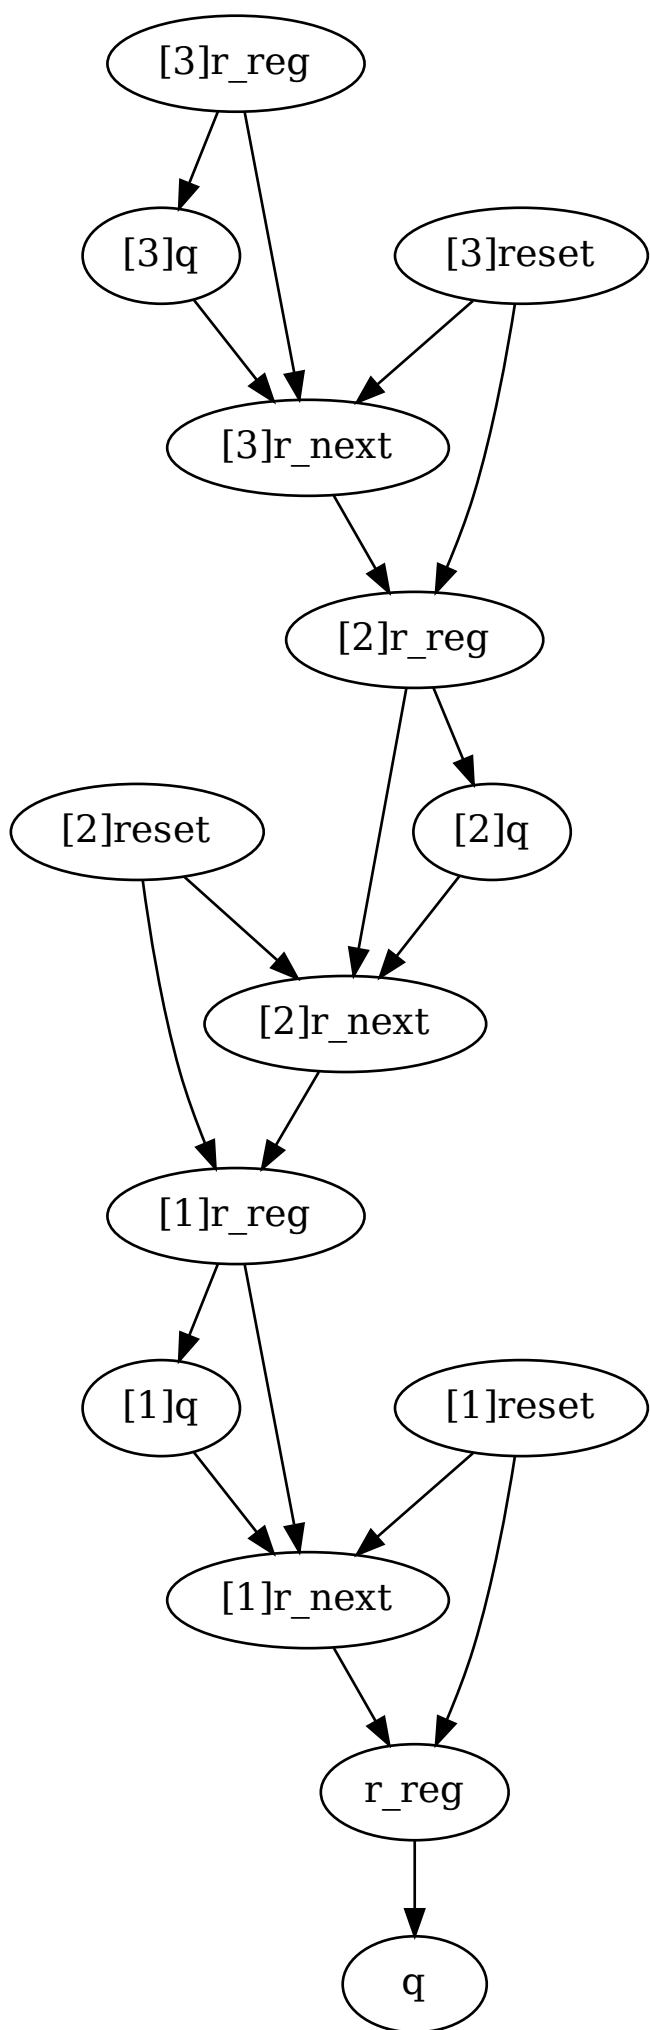 [3]r_reg
[3]q
[3]reset
[3]r_next
[2]r_reg
[2]reset
[2]q
[2]r_next
[1]r_reg
[1]q
[1]reset
[1]r_next
r_reg
q